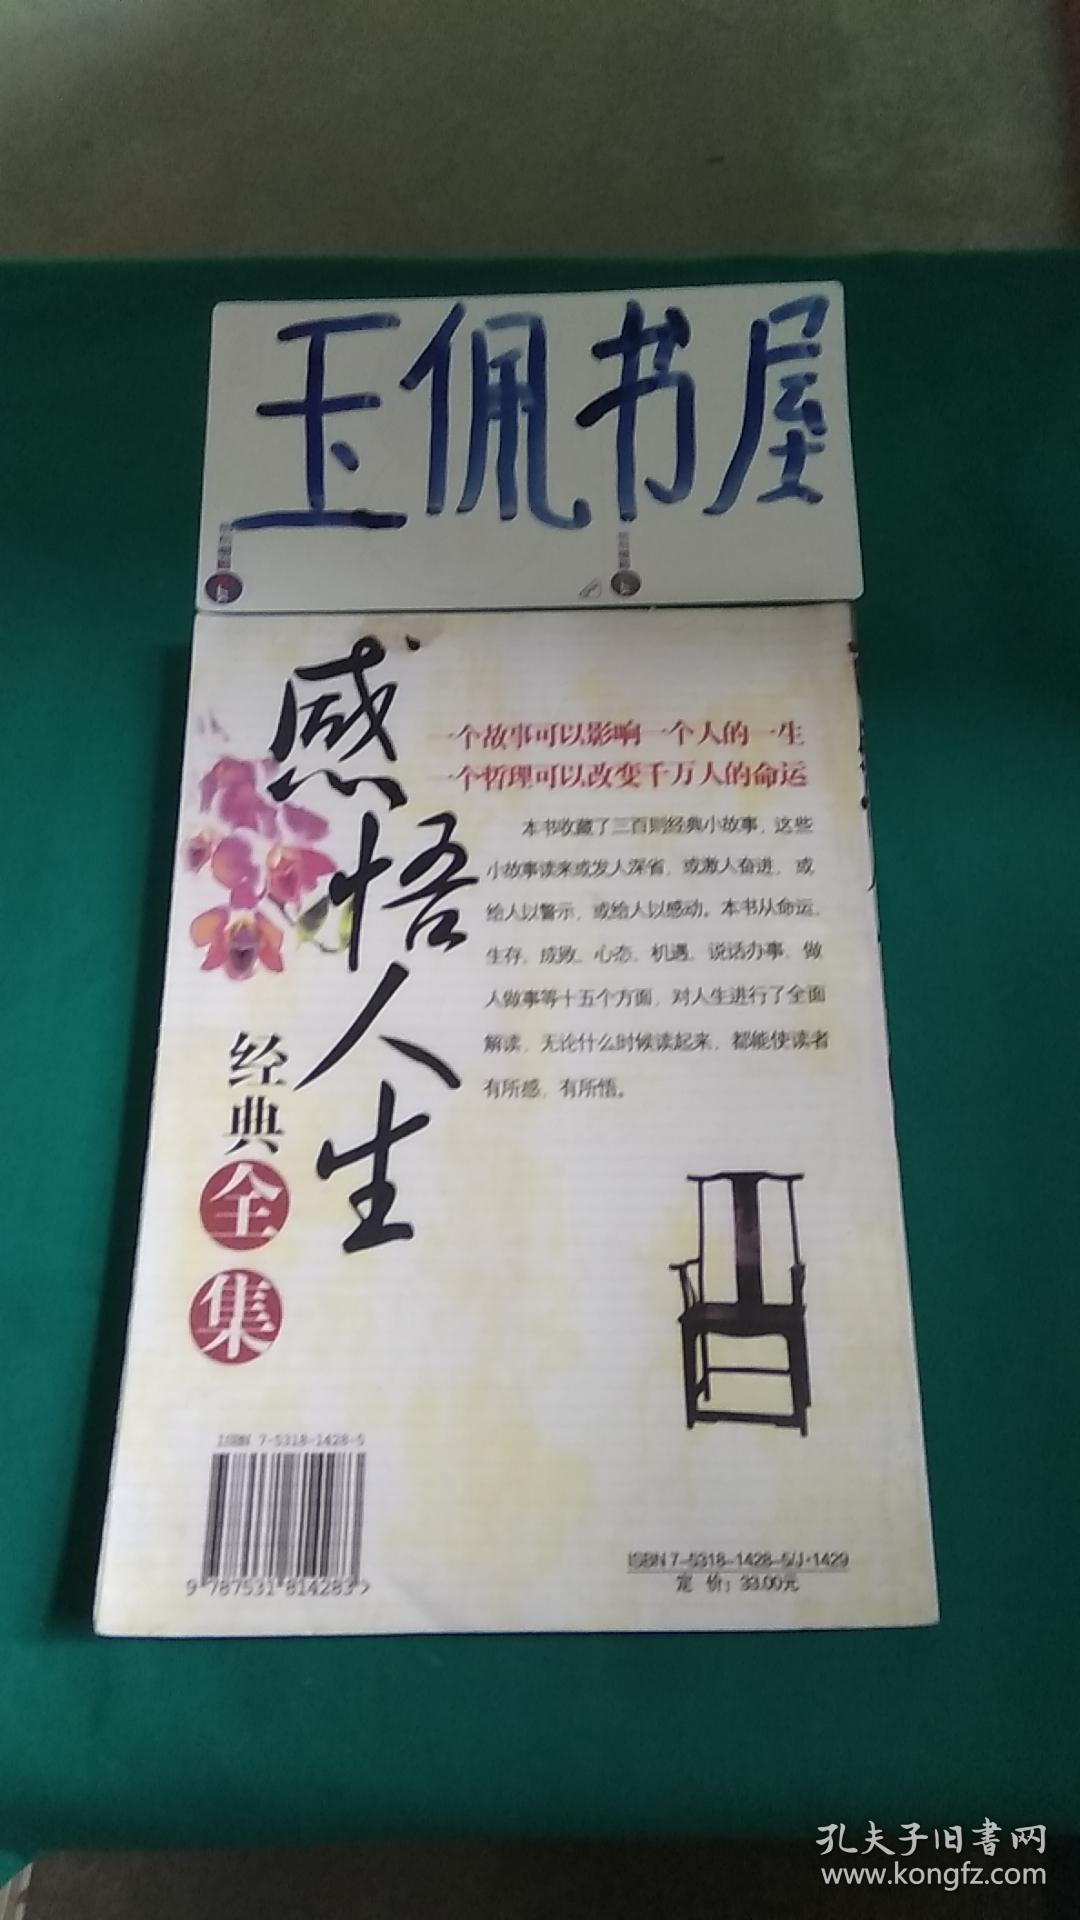 玉佩书屋
感悟人生
经典全集
一个故事可以影响一个人的一生
一个哲理可以改变千万人的命运
本书收藏了三百则经典小故事，这些
小故事读来或发人深省，或激人奋进，或
给人以警示，或给人以感动。本书从命运、
生存、成败、心态、机遇、说话办事、做
人做事等十五个方面，对人生进行了全面
解读，无论什么时候读起来，都能使读者
有所感，有所悟。
ISBN 7-5318-1428-5
9 787531 814283>
ISBN 7-5318-1428-5/J·1429
定 价：39.00元
孔夫子旧书网
www.kongfz.com